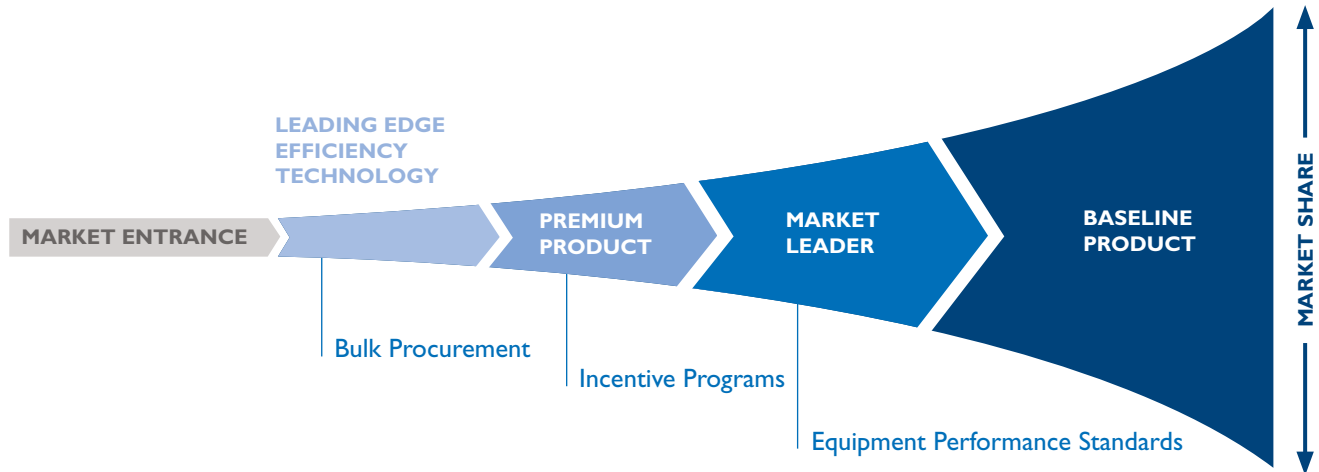 LEADING EDGE
EFFICIENCY
TECHNOLOGY
MARKET ENTRANCE
PREMIUM
PRODUCT
MARKET
LEADER
BASELINE
PRODUCT
MARKET SHARE
Bulk Procurement
Incentive Programs
Equipment Performance Standards